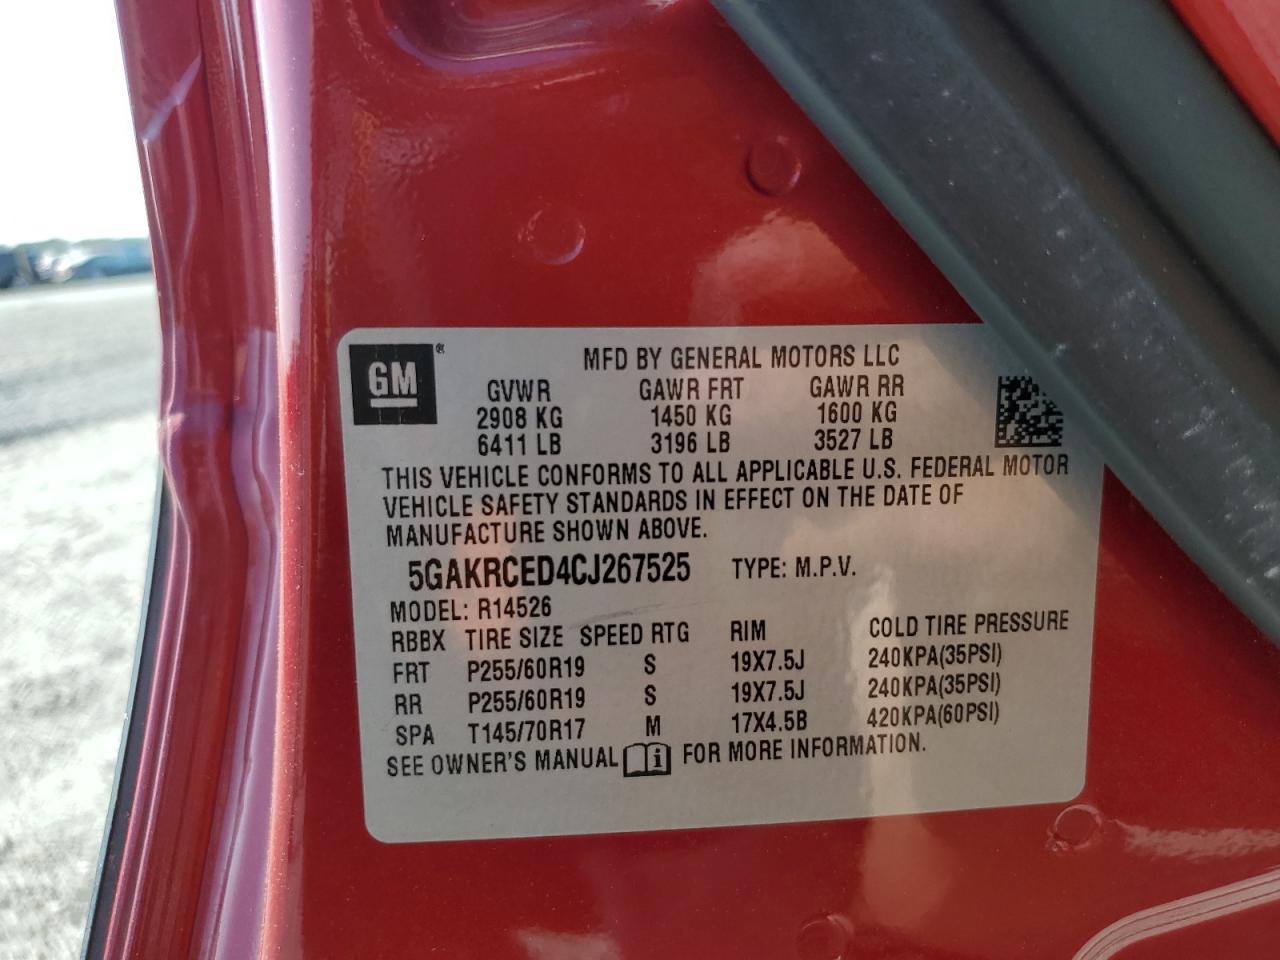 GM®
MFD BY GENERAL MOTORS LLC
GVWR GAWR FRT GAWR RR
2908 KG 1450 KG 1600 KG
6411 LB 3196 LB 3527 LB
THIS VEHICLE CONFORMS TO ALL APPLICABLE U.S. FEDERAL MOTOR
VEHICLE SAFETY STANDARDS IN EFFECT ON THE DATE OF
MANUFACTURE SHOWN ABOVE.
5GAKRCED4CJ267525 TYPE: M.P.V.
MODEL: R14526
RBBX TIRE SIZE SPEED RTG RIM COLD TIRE PRESSURE
FRT P255/60R19 S 19X7.5J 240KPA(35PSI)
RR P255/60R19 S 19X7.5J 240KPA(35PSI)
SPA T145/70R17 M 17X4.5B 420KPA(60PSI)
SEE OWNER'S MANUAL i FOR MORE INFORMATION.